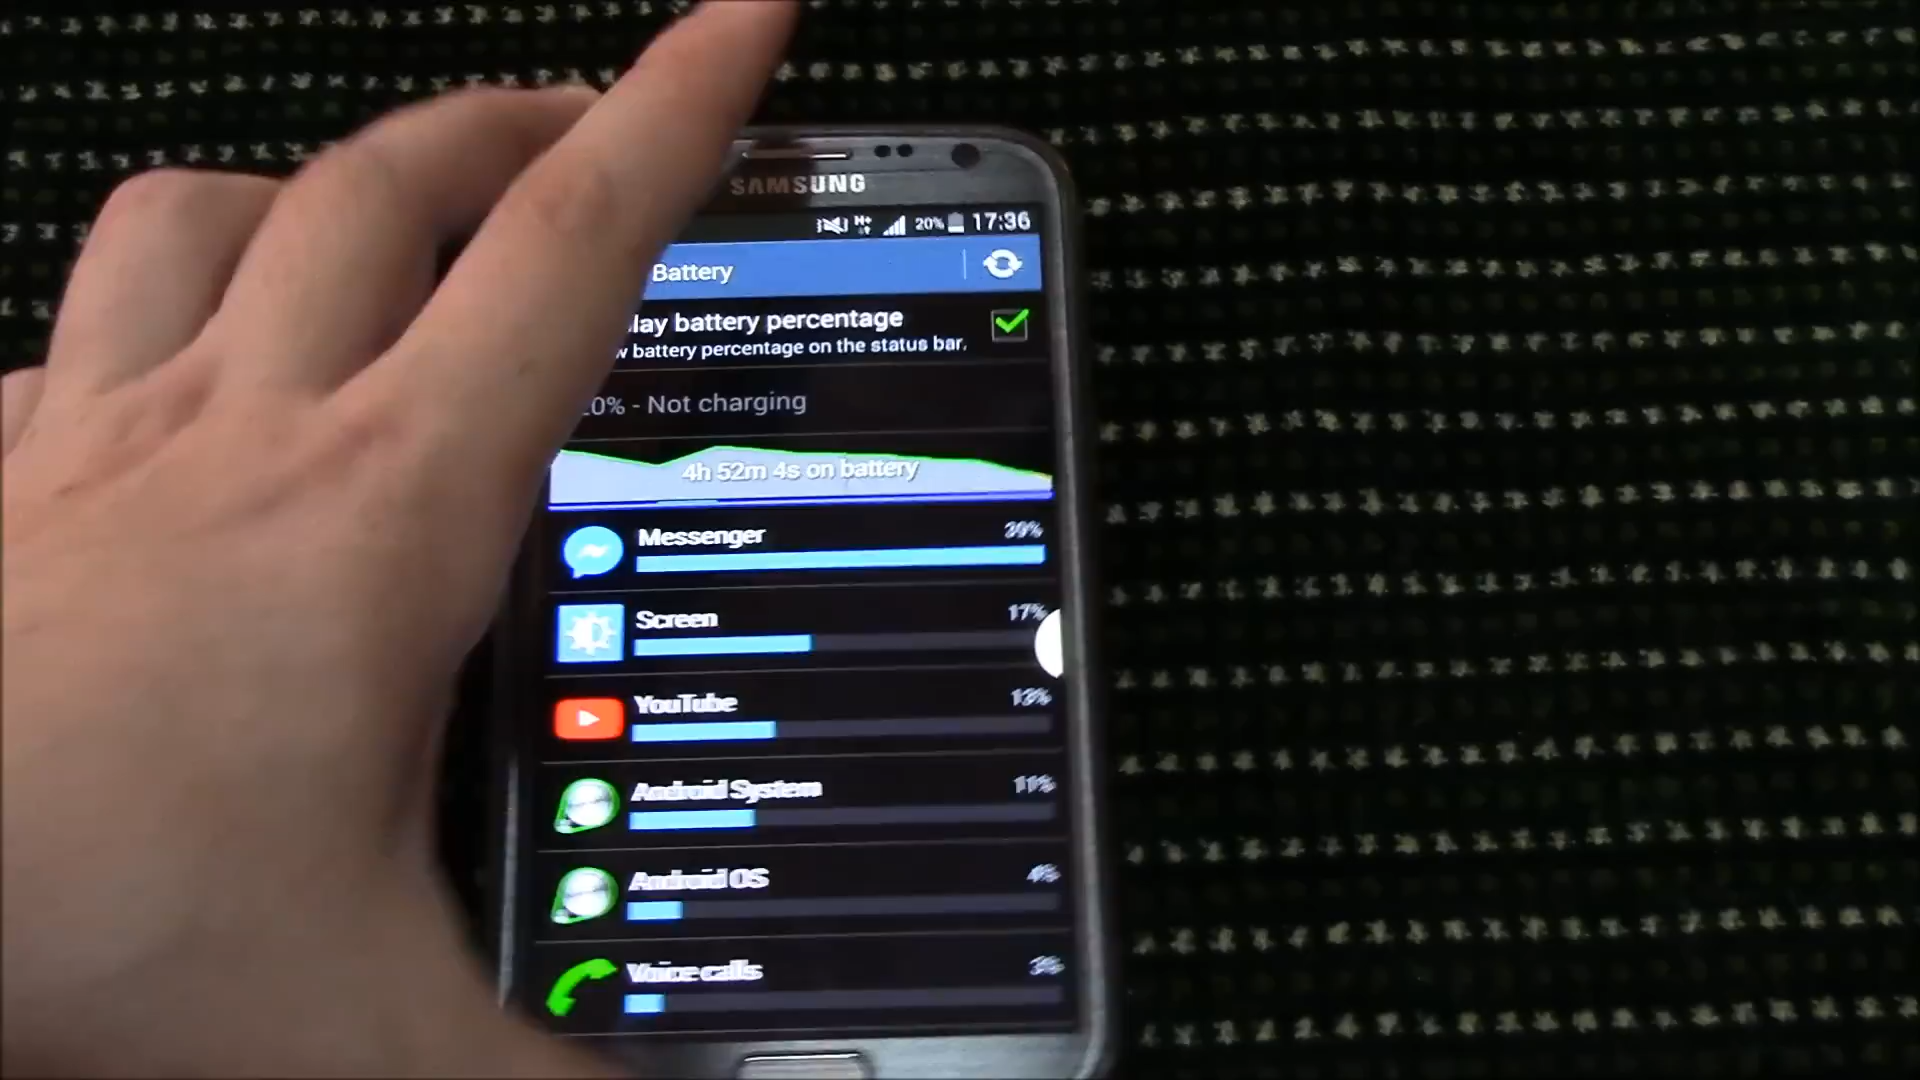 SAMSUNG
20% 17:36
Battery
lay battery percentage
battery percentage on the status bar.
0% - Not charging
4h 52m 4s on battery
Messenger 39%
Screen 17%
YouTube 13%
Android System 11%
Android OS 4%
Voice calls 3%